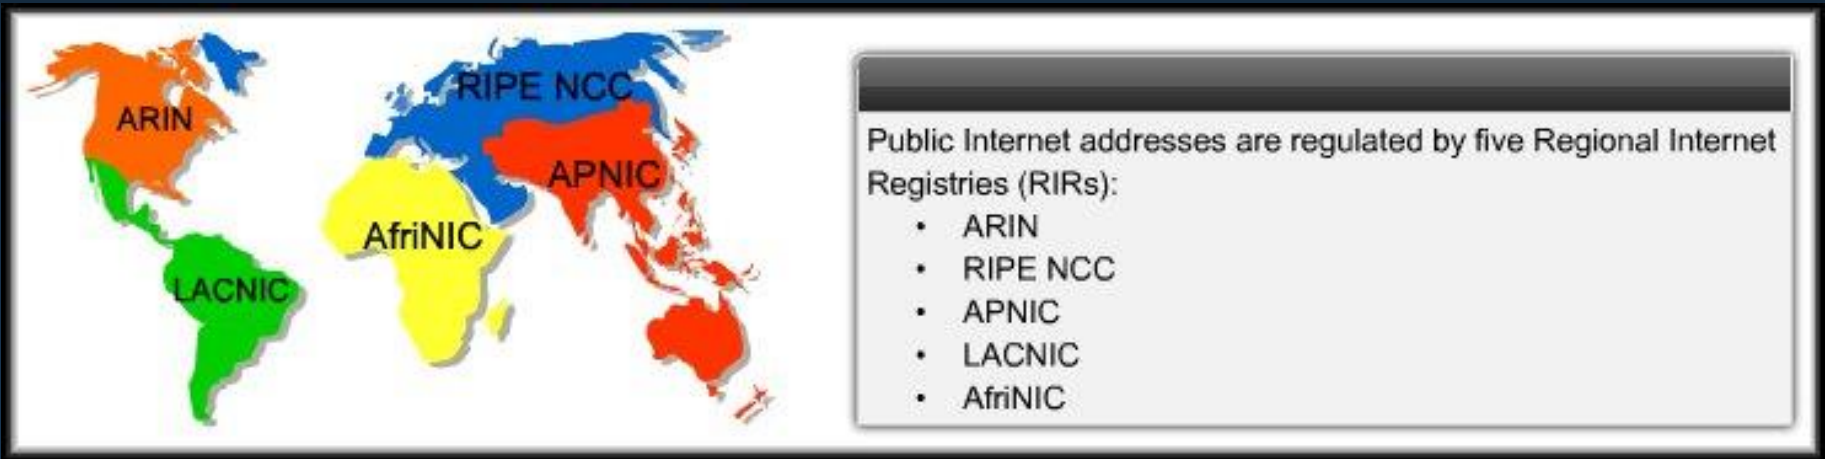 ARIN
RIPE NCC
APNIC
AfriNIC
LACNIC
Public Internet addresses are regulated by five Regional Internet
Registries (RIRs):
• ARIN
• RIPE NCC
• APNIC
• LACNIC
• AfriNIC